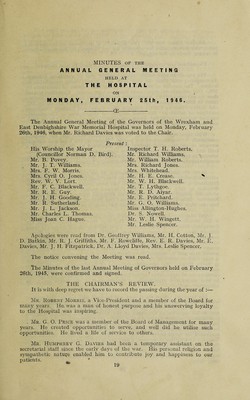 MINUTES OF THE
ANNUAL GENERAL MEETING
HELD AT
THE HOSPITAL
ON
MONDAY, FEBRUARY 25th, 1946.
The Annual General Meeting of the Governors of the Wrexham and
East Denbighshire War Memorial Hospital was held on Monday, February
26th, 1946, when Mr. Richard Davies was voted to the Chair.
Present :
His Worship the Mayor
(Councillor Norman D. Bird).
Mr. B. Povey.
Mr. J. T. Williams.
Mrs. F. W. Morris.
Mrs. Cyril O. Jones.
Rev. W. V. Lirt.
Mr. F. C. Blackwell.
Mr. R. E. Gay.
Mr. J. H. Gooding.
Mr. R. Sutherland.
Mr. J. L. Jackson.
Mr. Charles L. Thomas.
Miss Joan C. Hague.
Inspector T. H. Roberts.
Mr. Richard Williams.
Mr. William Roberts.
Mrs. Richard Jones.
Mrs. Whitehead.
Mr. H. E. Crease.
Mr. W. H. Blackwell.
Mr. T. Lythgoe.
Mr. R. D. Aiyar.
Mr. E. Pritchard.
Mr. G. O. Williams.
Miss Allington-Hughes.
Dr. S. Nowell.
Mr. W. H. Wingett.
Mr. Leslie Spencer.
Apologies were read from Dr. Geoffrey Williams, Mr. H. Cotton, Mr. J.
D. Bathin, Mr. R. J. Griffiths, Mr. F. Howcliffe, Rev. E. R. Davies, Mr. E.
Davies, Mr. J. H. Fitzpatrick, Dr. A. Lloyd Davies, Mrs. Leslie Spencer.
The notice convening the Meeting was read.
The Minutes of the last Annual Meeting of Governors held on February
26th, 1945, were confirmed and signed.
THE CHAIRMAN'S REVIEW.
It is with deep regret we have to record the passing during the year of :—
MR. ROBERT MORRIS, a Vice-President and a member of the Board for
many years. He was a man of honest purpose and his unswerving loyalty
to the Hospital was inspiring.
MR. G. O. PRICE was a member of the Board of Management for many
years. He created opportunities to serve, and well did he utilise such
opportunities. He lived a life of service to others.
MR. HUMPHREY G. DAVIES had been a temporary assistant on the
secretarial staff since the early days of the war. His personal religion and
sympathetic nature enabled him to contribute joy and happiness to our
patients.
19